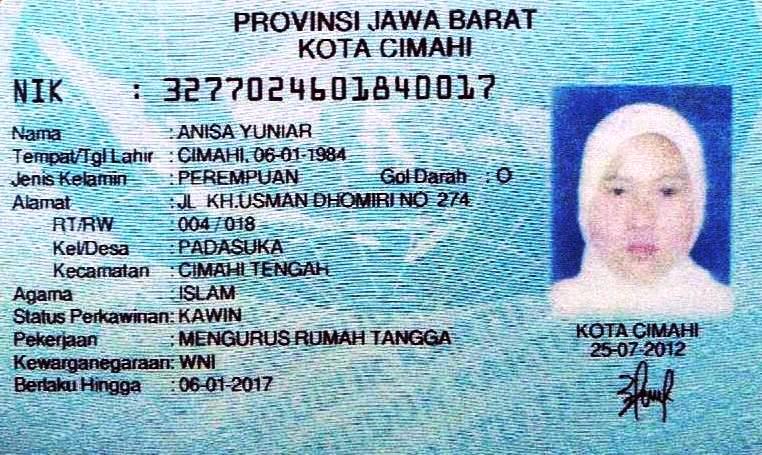 PROVINSI JAWA BARAT
KOTA CIMAHI
NIK : 3277024601840017
Nama : ANISA YUNIAR
Tempat/Tgl Lahir : CIMAHI, 06-01-1984
Jenis Kelamin : PEREMPUAN Gol Darah : O
Alamat : JL KH.USMAN DHOMIRI NO 274
RT/RW : 004 / 018
Kel/Desa : PADASUKA
Kecamatan : CIMAHI TENGAH
Agama : ISLAM
Status Perkawinan: KAWIN
Pekerjaan : MENGURUS RUMAH TANGGA
Kewarganegaraan: WNI
Berlaku Hingga : 06-01-2017
KOTA CIMAHI
25-07-2012